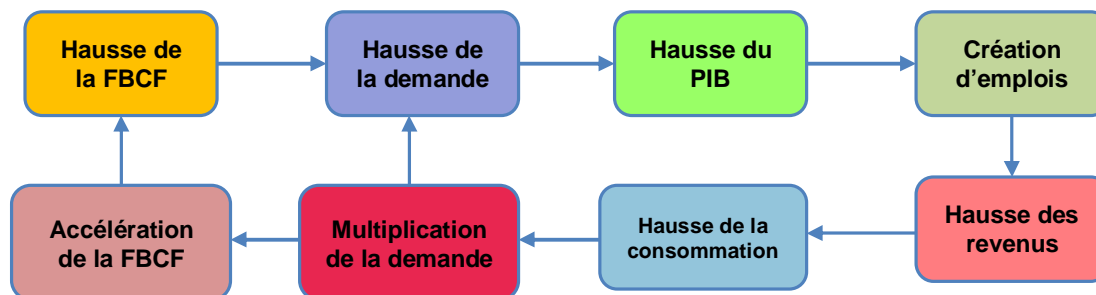 Hausse de
la FBCF
Hausse de
la demande
Hausse du
PIB
Création
d'emplois
Accélération
de la FBCF
Multiplication
de la demande
Hausse de la
consommation
Hausse des
revenus